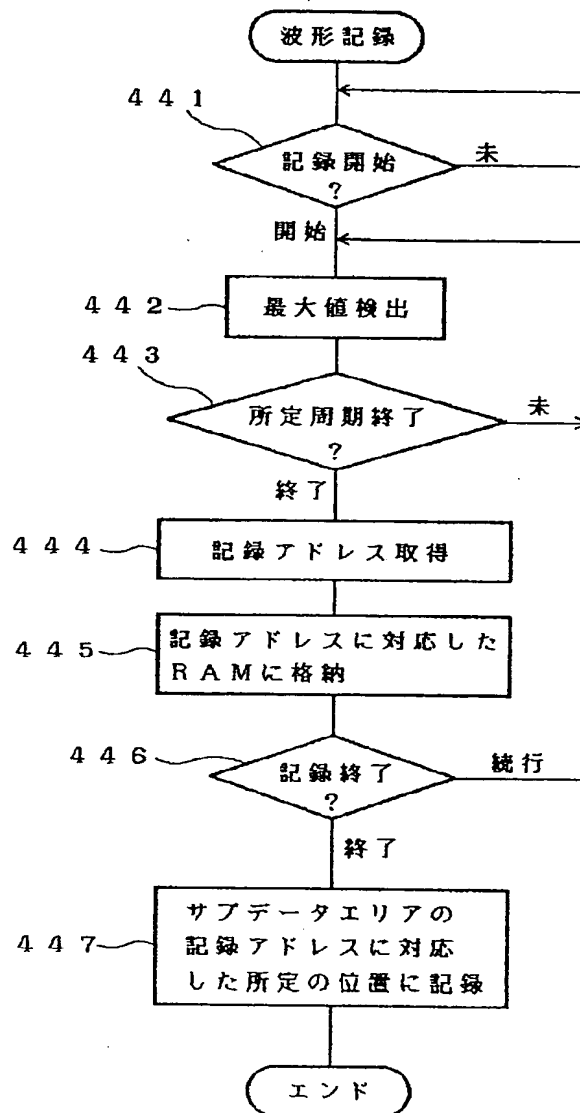 波形記録
441
記録開始
?
未
開始
442
最大値検出
443
所定周期終了
?
未
終了
444
記録アドレス取得
445
記録アドレスに対応した
RAMに格納
446
記録終了
?
続行
終了
447
サブデータエリアの
記録アドレスに対応
した所定の位置に記録
エンド